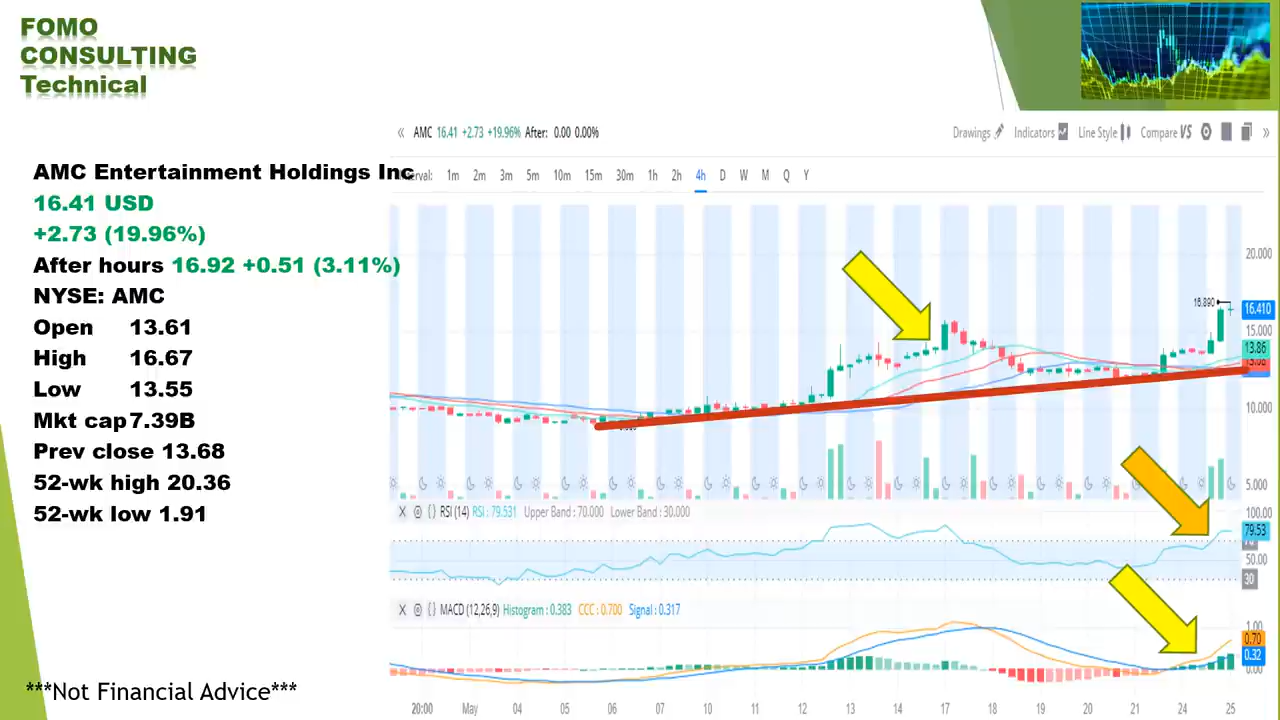 FOMO
CONSULTING
Technical
AMC Entertainment Holdings Inc
16.41 USD
+2.73 (19.96%)
After hours 16.92 +0.51 (3.11%)
NYSE: AMC
Open 13.61
High 16.67
Low 13.55
Mkt cap 7.39B
Prev close 13.68
52-wk high 20.36
52-wk low 1.91
***Not Financial Advice***
« AMC 16.41 +2.73 +19.96% After: 0.00 0.00%
Drawings Indicators Line Style Compare VS »
1m 2m 3m 5m 10m 15m 30m 1h 2h 4h D W M Q Y
20.000
16.890
16.410
15.000
13.86
10.000
5.000
X {} RSI (14) RSI : 79.531 Upper Band : 70.000 Lower Band : 30.000
100.00
79.53
50.00
30
X {} MACD (12,26,9) Histogram : 0.383 CCC : 0.700 Signal : 0.317
1.00
0.70
0.32
0.00
20:00 May 04 05 06 07 10 11 12 13 14 17 18 19 20 21 24 25